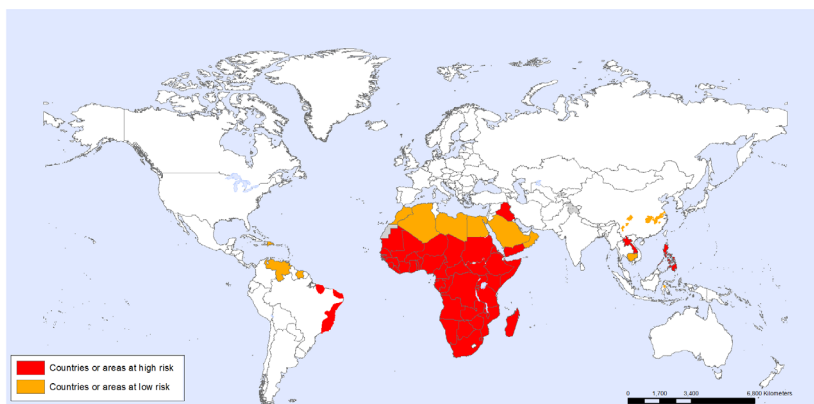 Countries or areas at high risk
Countries or areas at low risk
0 1,700 3,400 6,800 Kilometers